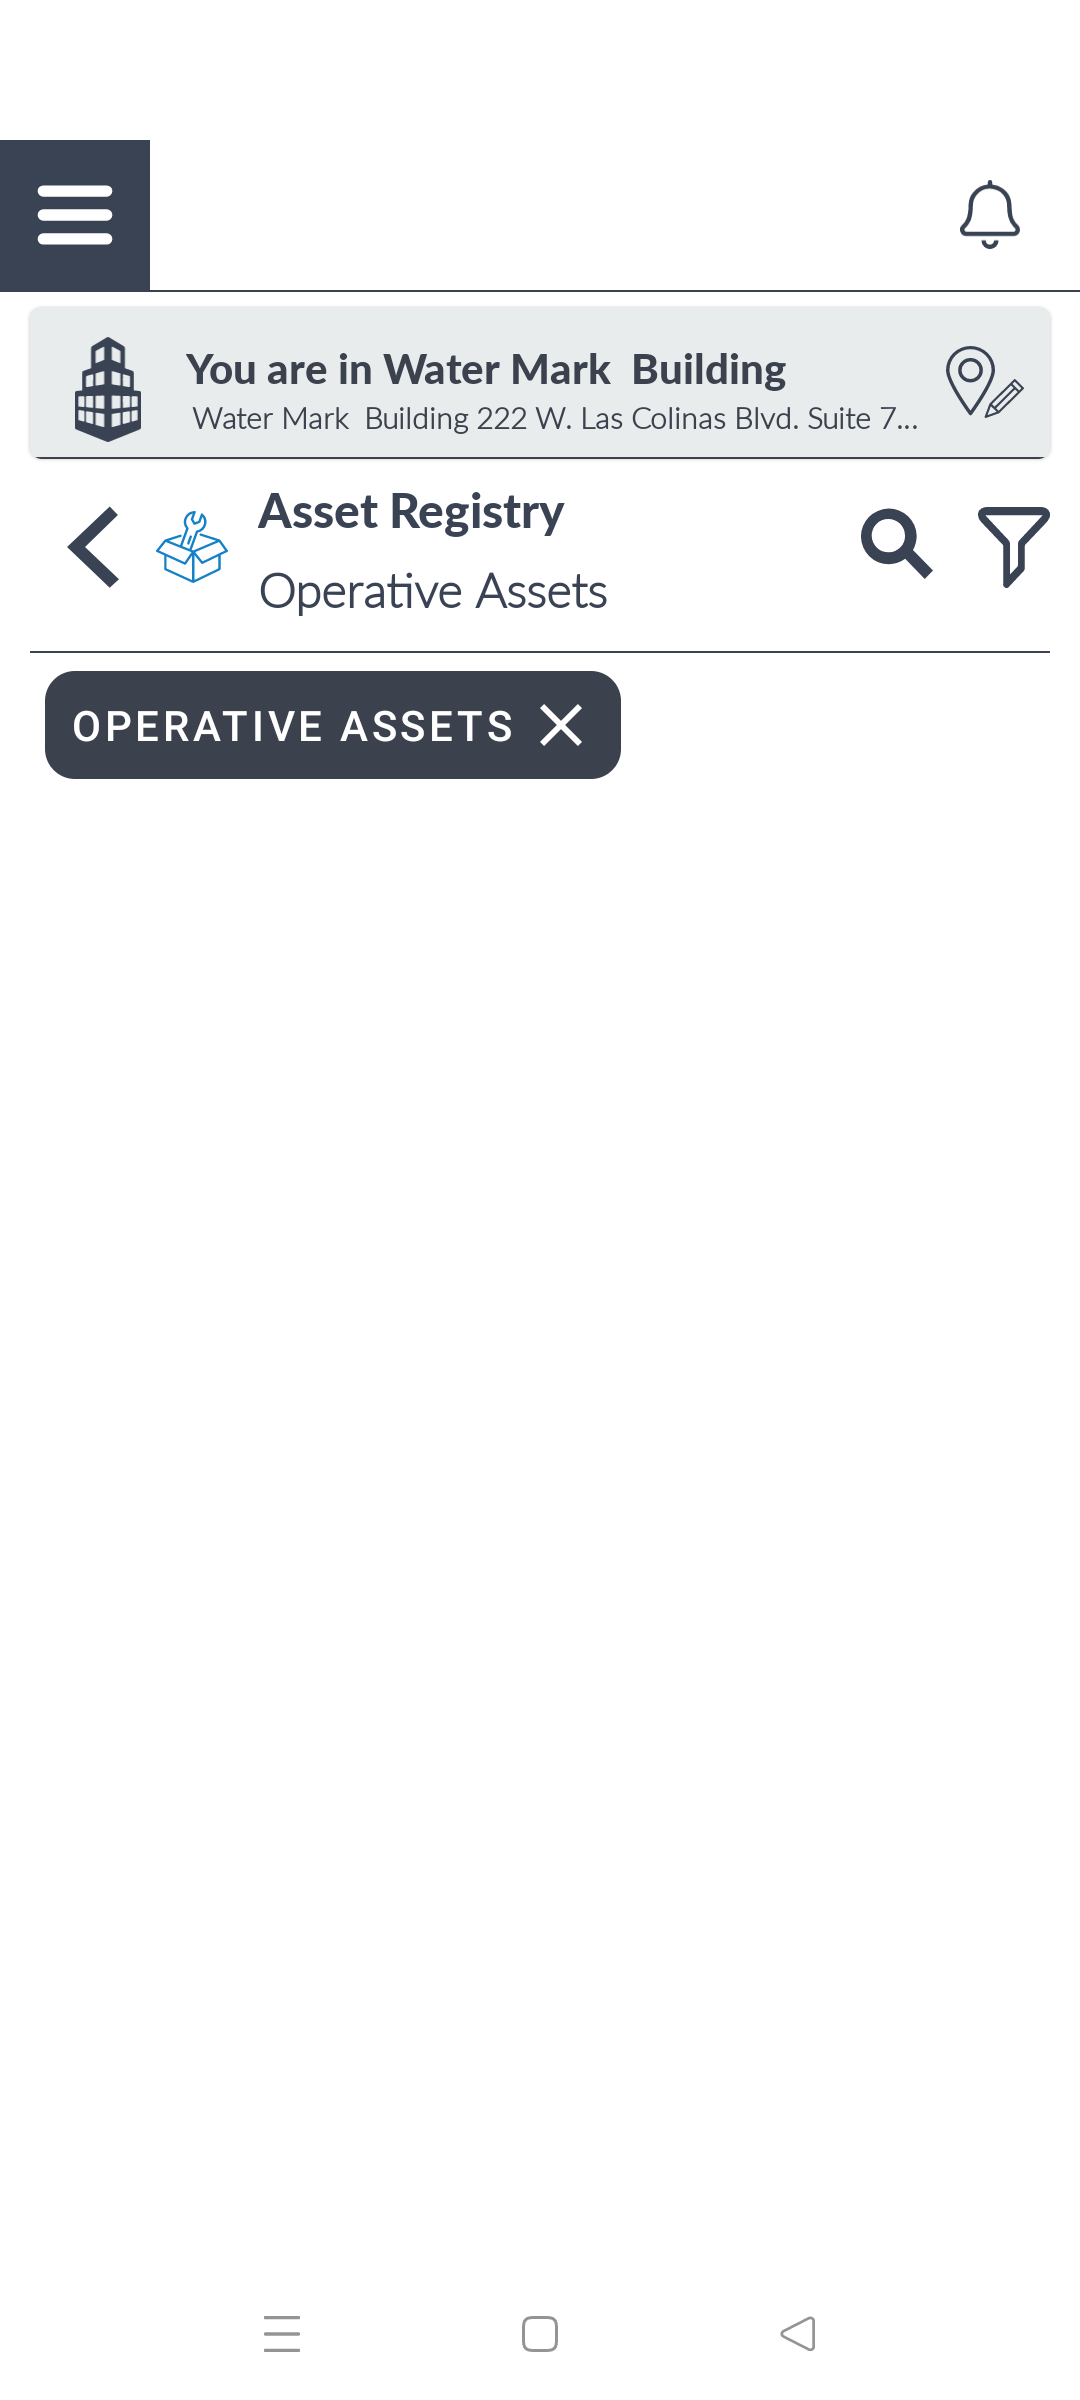 You are in Water Mark  Building
Water Mark  Building 222 W. Las Colinas Blvd. Suite 7...
Asset Registry
Operative Assets
OPERATIVE ASSETS